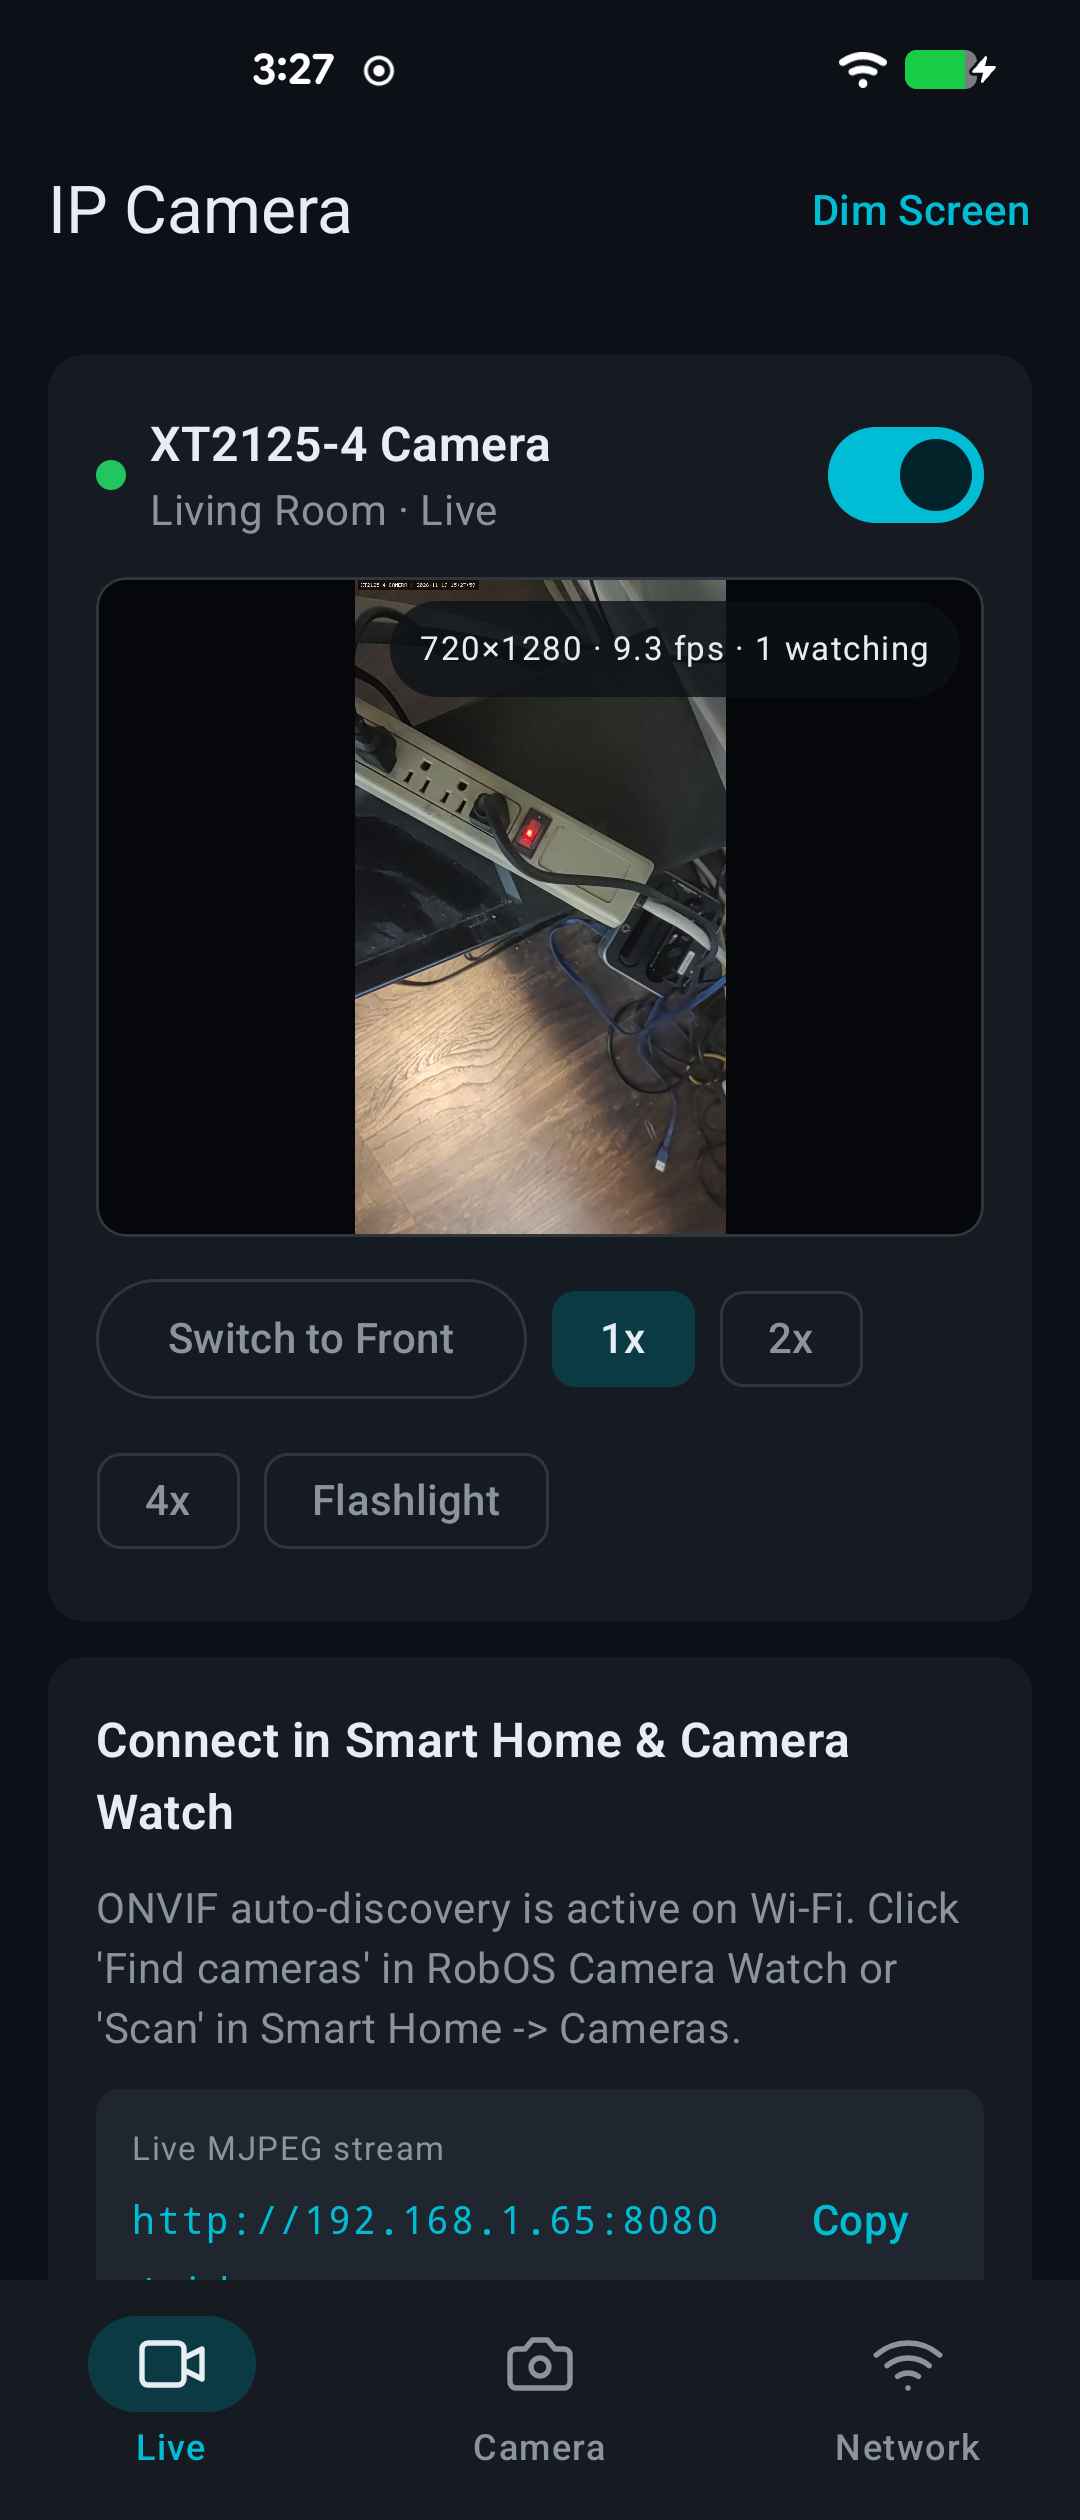 3:27
IP Camera
Dim Screen
XT2125-4 Camera
Living Room · Live
720×1280 · 9.3 fps · 1 watching
Switch to Front
1x
2x
4x
Flashlight
Connect in Smart Home & Camera
Watch
ONVIF auto-discovery is active on Wi-Fi. Click
'Find cameras' in RobOS Camera Watch or
'Scan' in Smart Home -> Cameras.
Live MJPEG stream
http://192.168.1.65:8080
Copy
Live
Camera
Network